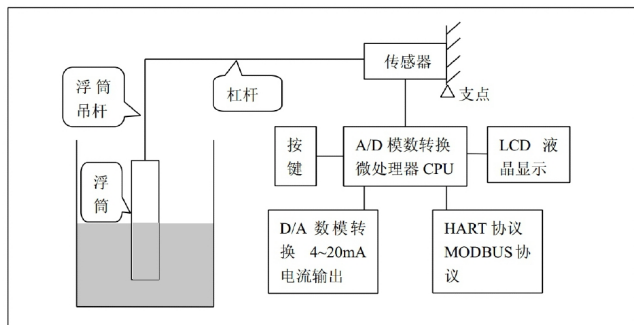 传感器
浮筒
吊杆
杠杆
支点
按
键
A/D 模数转换
微处理器 CPU
LCD 液
晶显示
浮
筒
D/A 数模转
换 4~20mA
电流输出
HART 协议
MODBUS 协
议